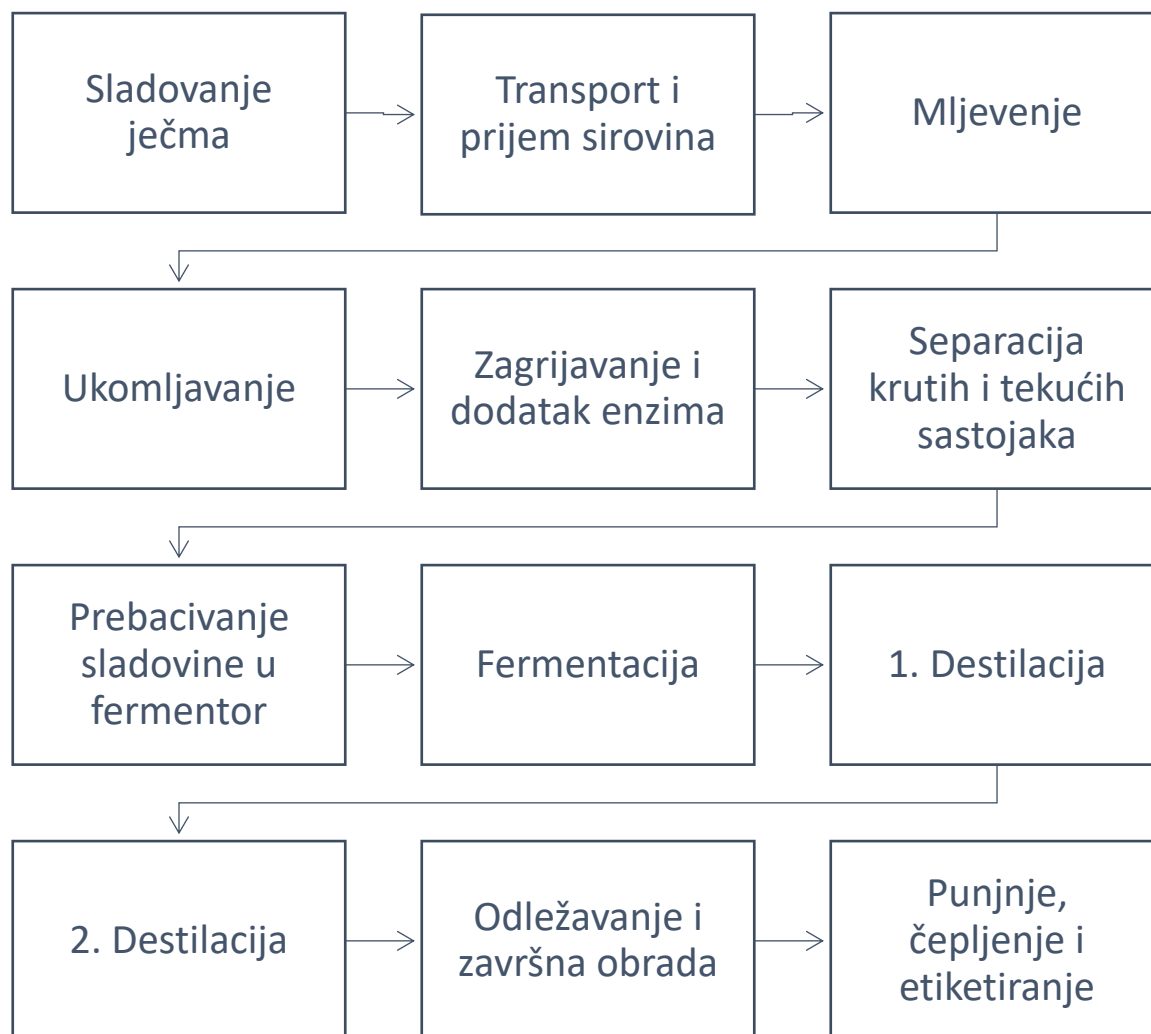 Sladovanje
ječma
Transport i
prijem sirovina
Mljevenje
Ukomljavanje
Zagrijavanje i
dodatak enzima
Separacija
krutih i tekućih
sastojaka
Prebacivanje
sladovine u
fermentor
Fermentacija
1. Destilacija
2. Destilacija
Odležavanje i
završna obrada
Punjnje,
čepljenje i
etiketiranje